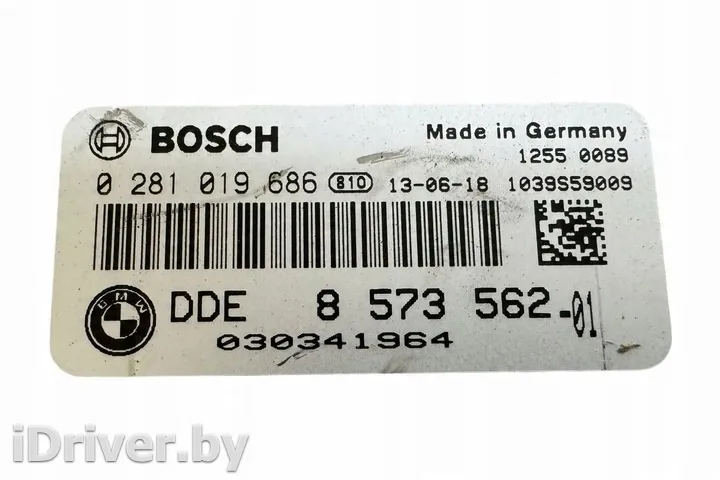 BOSCH Made in Germany
1255 0089
0 281 019 686 810 13-06-18 1039S59009
BMW DDE 8 573 562-01
030341964
iDriver.by